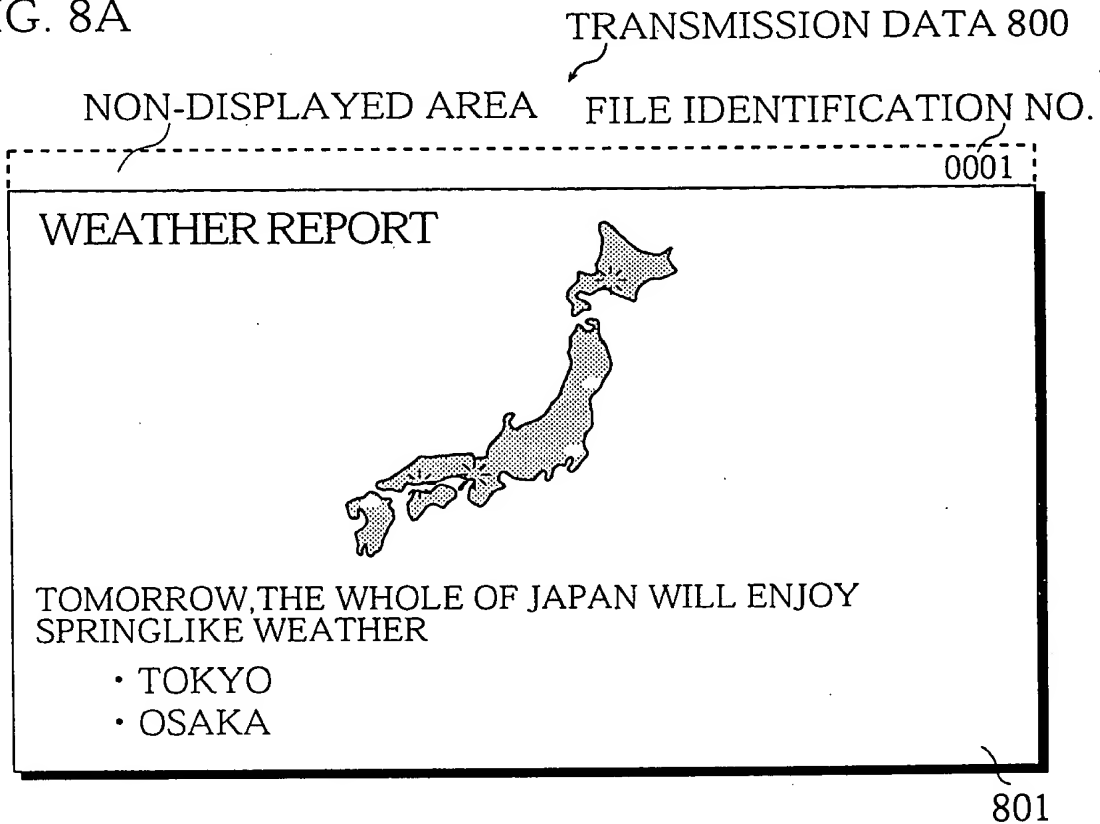 G. 8A
TRANSMISSION DATA 800
NON-DISPLAYED AREA
FILE IDENTIFICATION NO.
0001
WEATHER REPORT
TOMORROW,THE WHOLE OF JAPAN WILL ENJOY
SPRINGLIKE WEATHER
・TOKYO
・OSAKA
801